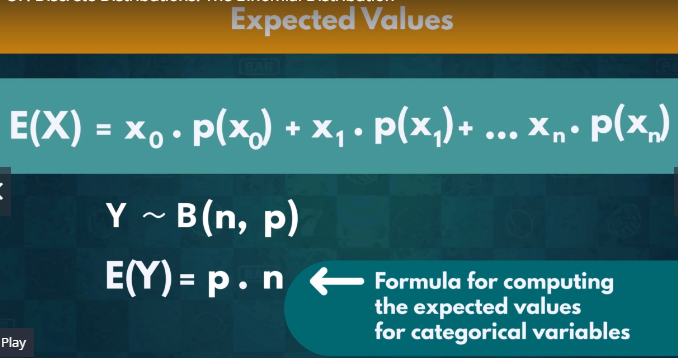 Expected Values
E(X) = x₀ . p(x₀) + x₁ . p(x₁) + ... xₙ . p(xₙ)
Y ~ B(n, p)
E(Y) = p . n
Formula for computing
the expected values
for categorical variables
Play